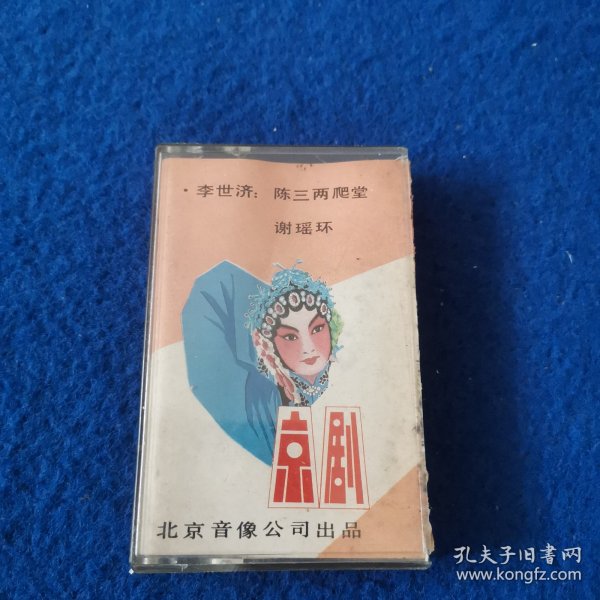 ·李世济：陈三两爬堂
谢瑶环
京剧
北京音像公司出品
孔夫子旧书网
www.kongfz.com